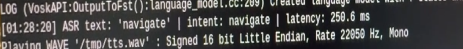 LOG (VoskAPI:OutputToFst():language_model.cc:209) Created language model with
[01:28:20] ASR text: 'navigate' | intent: navigate | latency: 250.6 ms
Playing WAVE '/tmp/tts.wav' : Signed 16 bit Little Endian, Rate 22050 Hz, Mono